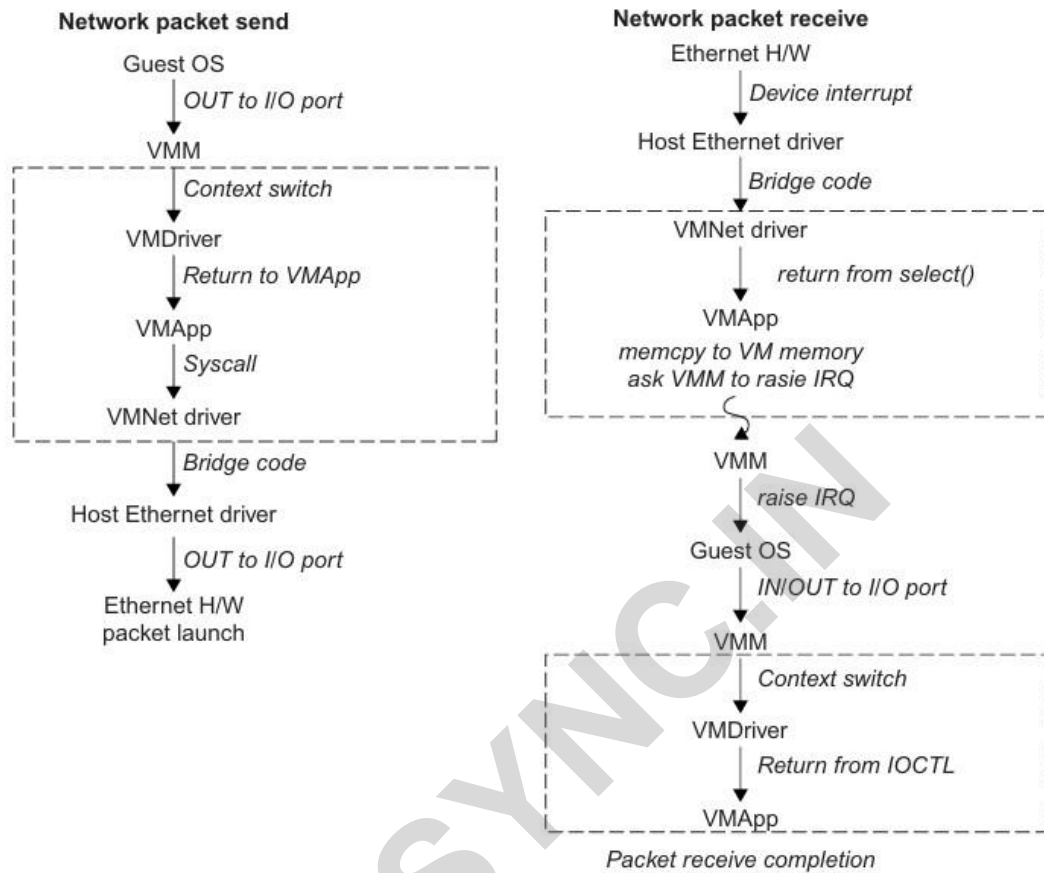 Network packet send
Guest OS
OUT to I/O port
VMM
Context switch
VMDriver
Return to VMApp
VMApp
Syscall
VMNet driver
Bridge code
Host Ethernet driver
OUT to I/O port
Ethernet H/W
packet launch
Network packet receive
Ethernet H/W
Device interrupt
Host Ethernet driver
Bridge code
VMNet driver
return from select()
VMApp
memcpy to VM memory
ask VMM to rasie IRQ
VMM
raise IRQ
Guest OS
IN/OUT to I/O port
VMM
Context switch
VMDriver
Return from IOCTL
VMApp
Packet receive completion
SYNC.IN